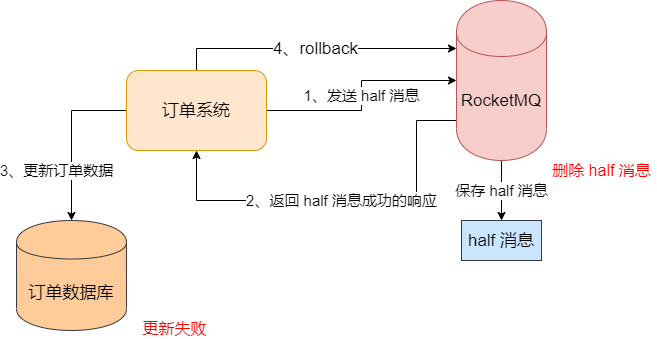 4、rollback
1、发送 half 消息
订单系统
RocketMQ
3、更新订单数据
删除 half 消息
保存 half 消息
2、返回 half 消息成功的响应
half 消息
订单数据库
更新失败